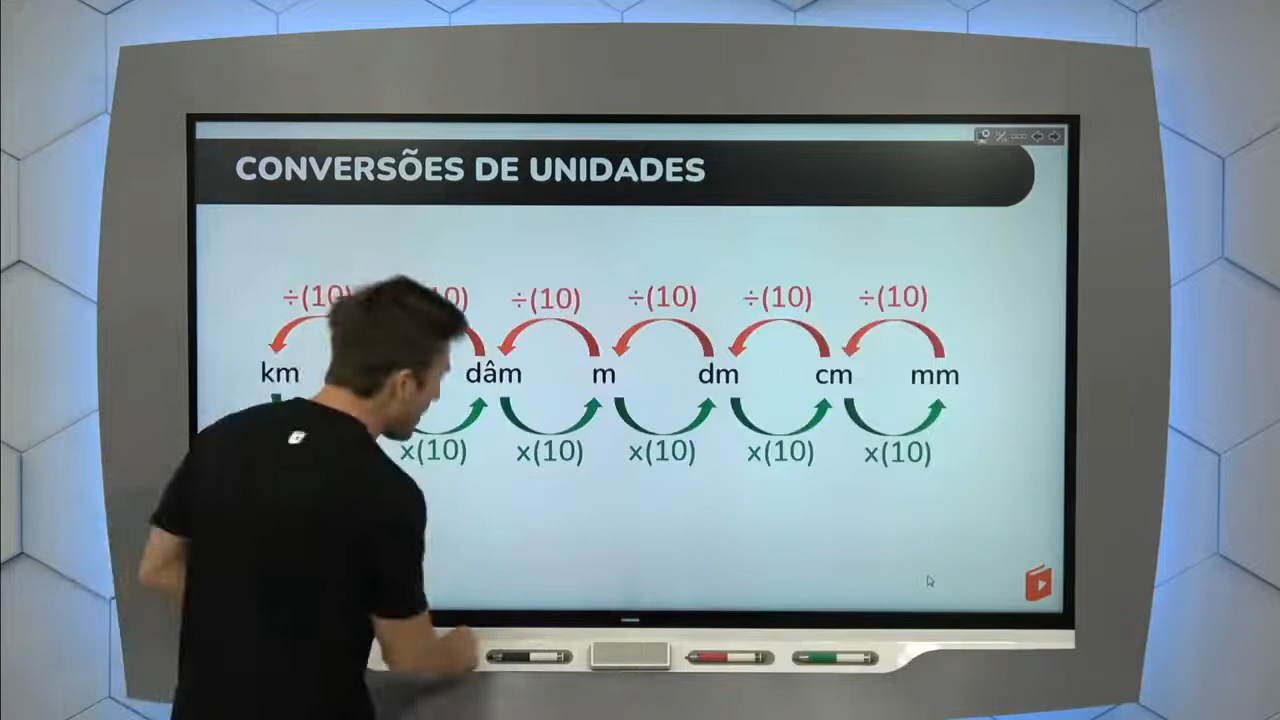 CONVERSÕES DE UNIDADES
÷(10) ÷(10) ÷(10) ÷(10) ÷(10)
km dâm m dm cm mm
x(10) x(10) x(10) x(10) x(10)